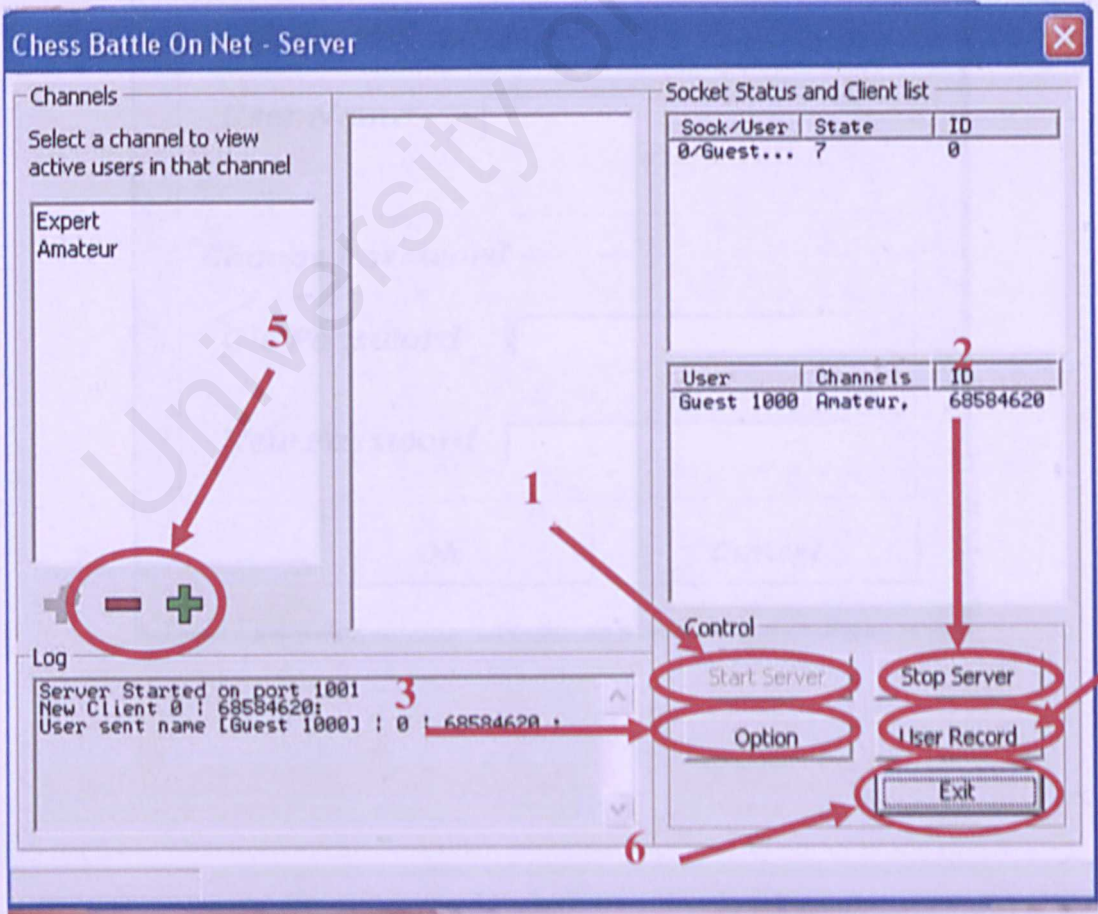 Chess Battle On Net - Server
Channels
Select a channel to view
active users in that channel
Expert
Amateur
5
Socket Status and Client list
Sock/User State ID
0/Guest... 7 0
2
User Channels ID
Guest 1000 Amateur, 68584620
1
Control
Start Server Stop Server
Option User Record
Exit
6
Log
Server Started on port 1001
New Client 0 ¦ 68584620:
User sent name [Guest 1000] ¦ 0 ¦ 68584620 :
3
University of